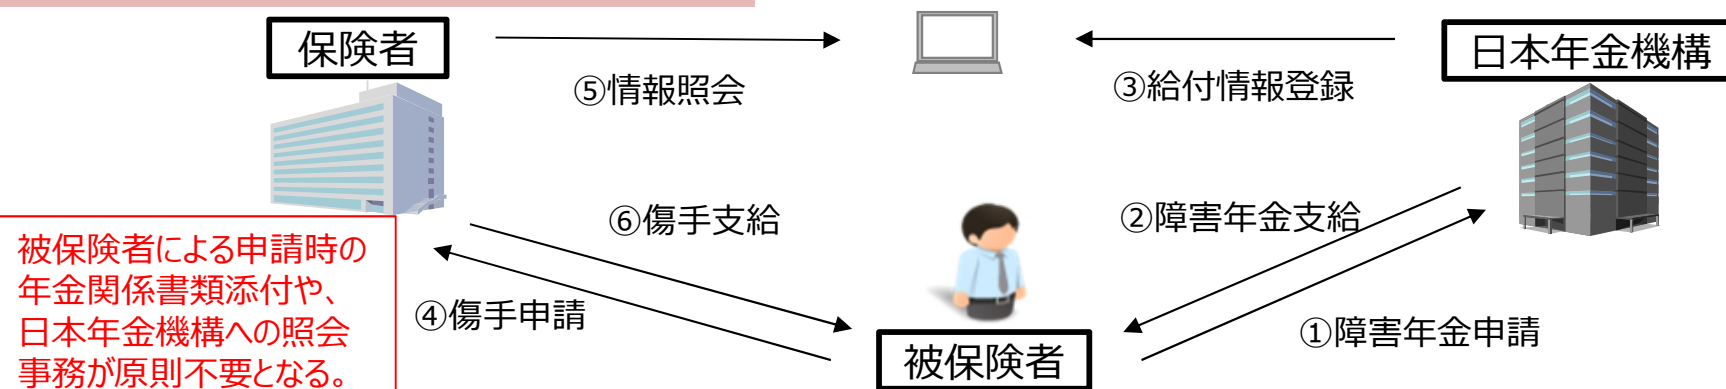 保険者
日本年金機構
⑤情報照会
③給付情報登録
⑥傷手支給
②障害年金支給
被保険者による申請時の
年金関係書類添付や、
日本年金機構への照会
事務が原則不要となる。
④傷手申請
①障害年金申請
被保険者